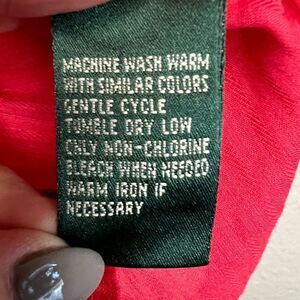 MACHINE WASH WARM
WITH SIMILAR COLORS
GENTLE CYCLE
TUMBLE DRY LOW
ONLY NON-CHLORINE
BLEACH WHEN NEEDED
WARM IRON IF
NECESSARY